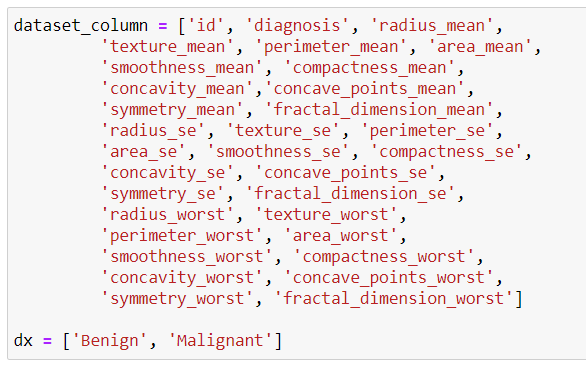 dataset_column = ['id', 'diagnosis', 'radius_mean',
'texture_mean', 'perimeter_mean', 'area_mean',
'smoothness_mean', 'compactness_mean',
'concavity_mean','concave_points_mean',
'symmetry_mean', 'fractal_dimension_mean',
'radius_se', 'texture_se', 'perimeter_se',
'area_se', 'smoothness_se', 'compactness_se',
'concavity_se', 'concave_points_se',
'symmetry_se', 'fractal_dimension_se',
'radius_worst', 'texture_worst',
'perimeter_worst', 'area_worst',
'smoothness_worst', 'compactness_worst',
'concavity_worst', 'concave_points_worst',
'symmetry_worst', 'fractal_dimension_worst']
dx = ['Benign', 'Malignant']